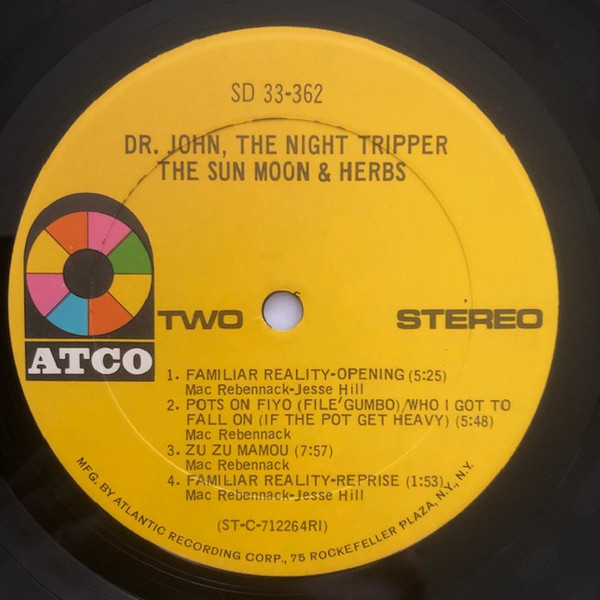 SD 33-362
DR. JOHN, THE NIGHT TRIPPER
THE SUN MOON & HERBS
ATCO
TWO
STEREO
1. FAMILIAR REALITY-OPENING (5:25)
Mac Rebennack-Jesse Hill
2. POTS ON FIYO (FILE' GUMBO)/WHO I GOT TO
FALL ON (IF THE POT GET HEAVY) (5:48)
Mac Rebennack
3. ZU ZU MAMOU (7:57)
Mac Rebennack
4. FAMILIAR REALITY-REPRISE (1:53)
Mac Rebennack-Jesse Hill
(ST-C-712264RI)
MFG. BY ATLANTIC RECORDING CORP., 75 ROCKEFELLER PLAZA, N.Y., N.Y.